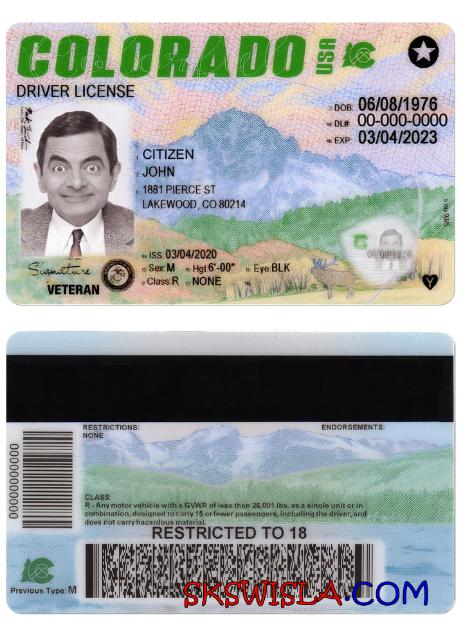 COLORADO USA
DRIVER LICENSE
DOB 06/08/1976
DL# 00-000-0000
EXP 03/04/2023
CITIZEN
JOHN
1881 PIERCE ST
LAKEWOOD, CO 80214
ISS 03/04/2020
Sex M Hgt 6'-00" Eye BLK
Class R NONE
Signature
VETERAN
Y
RESTRICTIONS:
NONE
ENDORSEMENTS:
00000000000
CLASS:
R - Any motor vehicle with a GVWR of less than 26,001 lbs. as a single unit or in
combination, designed to carry 15 or fewer passengers, including the driver, and
does not carry hazardous material.
RESTRICTED TO 18
Previous Type: M
SKSWISLA.COM